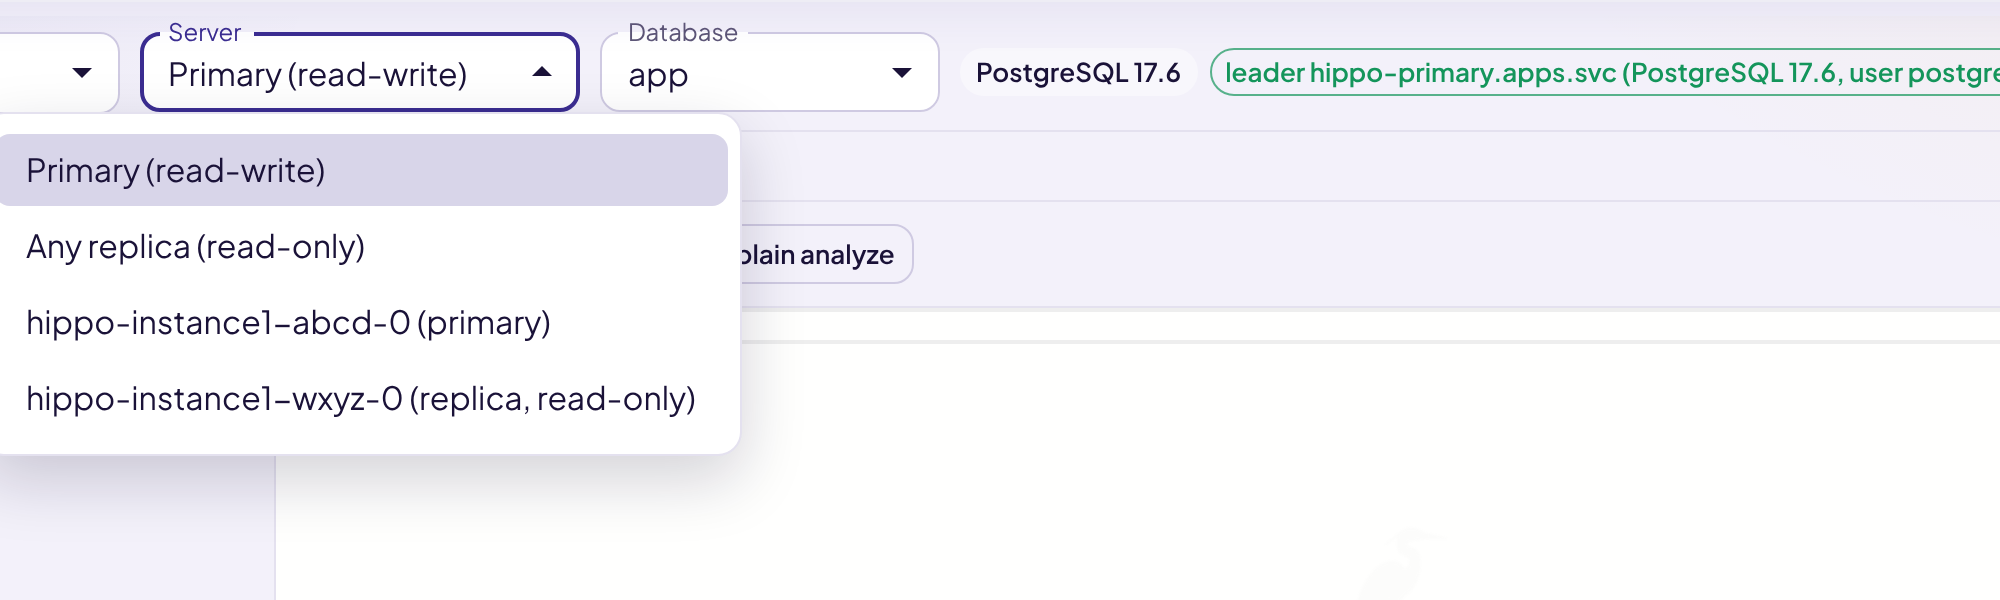 Server
Primary (read-write)
Database
app
PostgreSQL 17.6
leader hippo-primary.apps.svc (PostgreSQL 17.6, user postgre
Primary (read-write)
Any replica (read-only)
plain analyze
hippo-instance1-abcd-0 (primary)
hippo-instance1-wxyz-0 (replica, read-only)